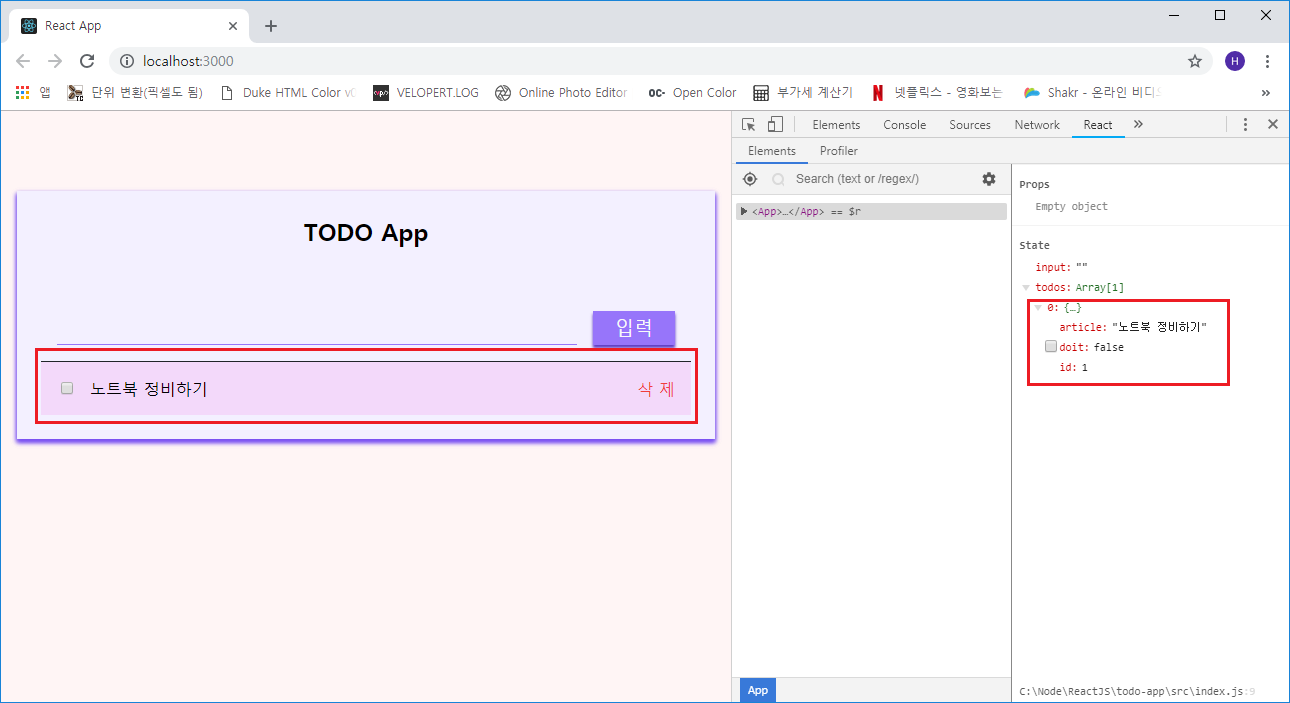 React App
localhost:3000
앱 단위 변환(픽셀도 됨) Duke HTML Color v VELOPERT.LOG Online Photo Editor OC- Open Color 부가세 계산기 넷플릭스 - 영화보는 Shakr - 온라인 비디 »
Elements Console Sources Network React »
Elements Profiler
Search (text or /regex/)
<App>…</App> == $r
TODO App
입력
노트북 정비하기 삭 제
Props
Empty object
State
input: ""
todos: Array[1]
0: {…}
article: "노트북 정비하기"
doit: false
id: 1
App
C:\Node\ReactJS\todo-app\src\index.js:9
H